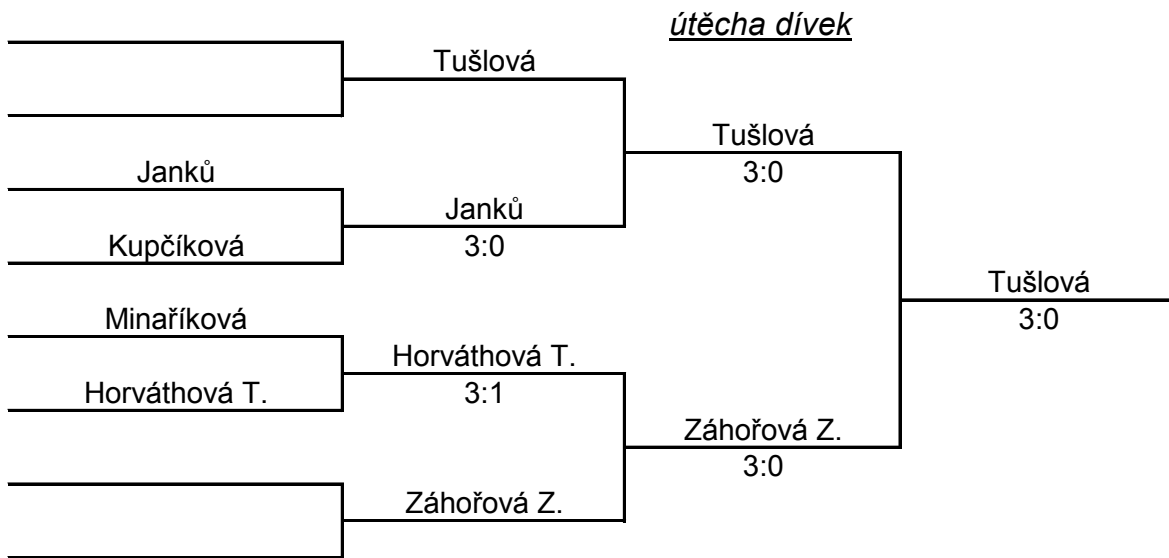 útěcha dívek
Tušlová
Tušlová
3:0
Janků
Janků
3:0
Kupčíková
Tušlová
3:0
Minaříková
Horváthová T.
3:1
Horváthová T.
Záhořová Z.
3:0
Záhořová Z.